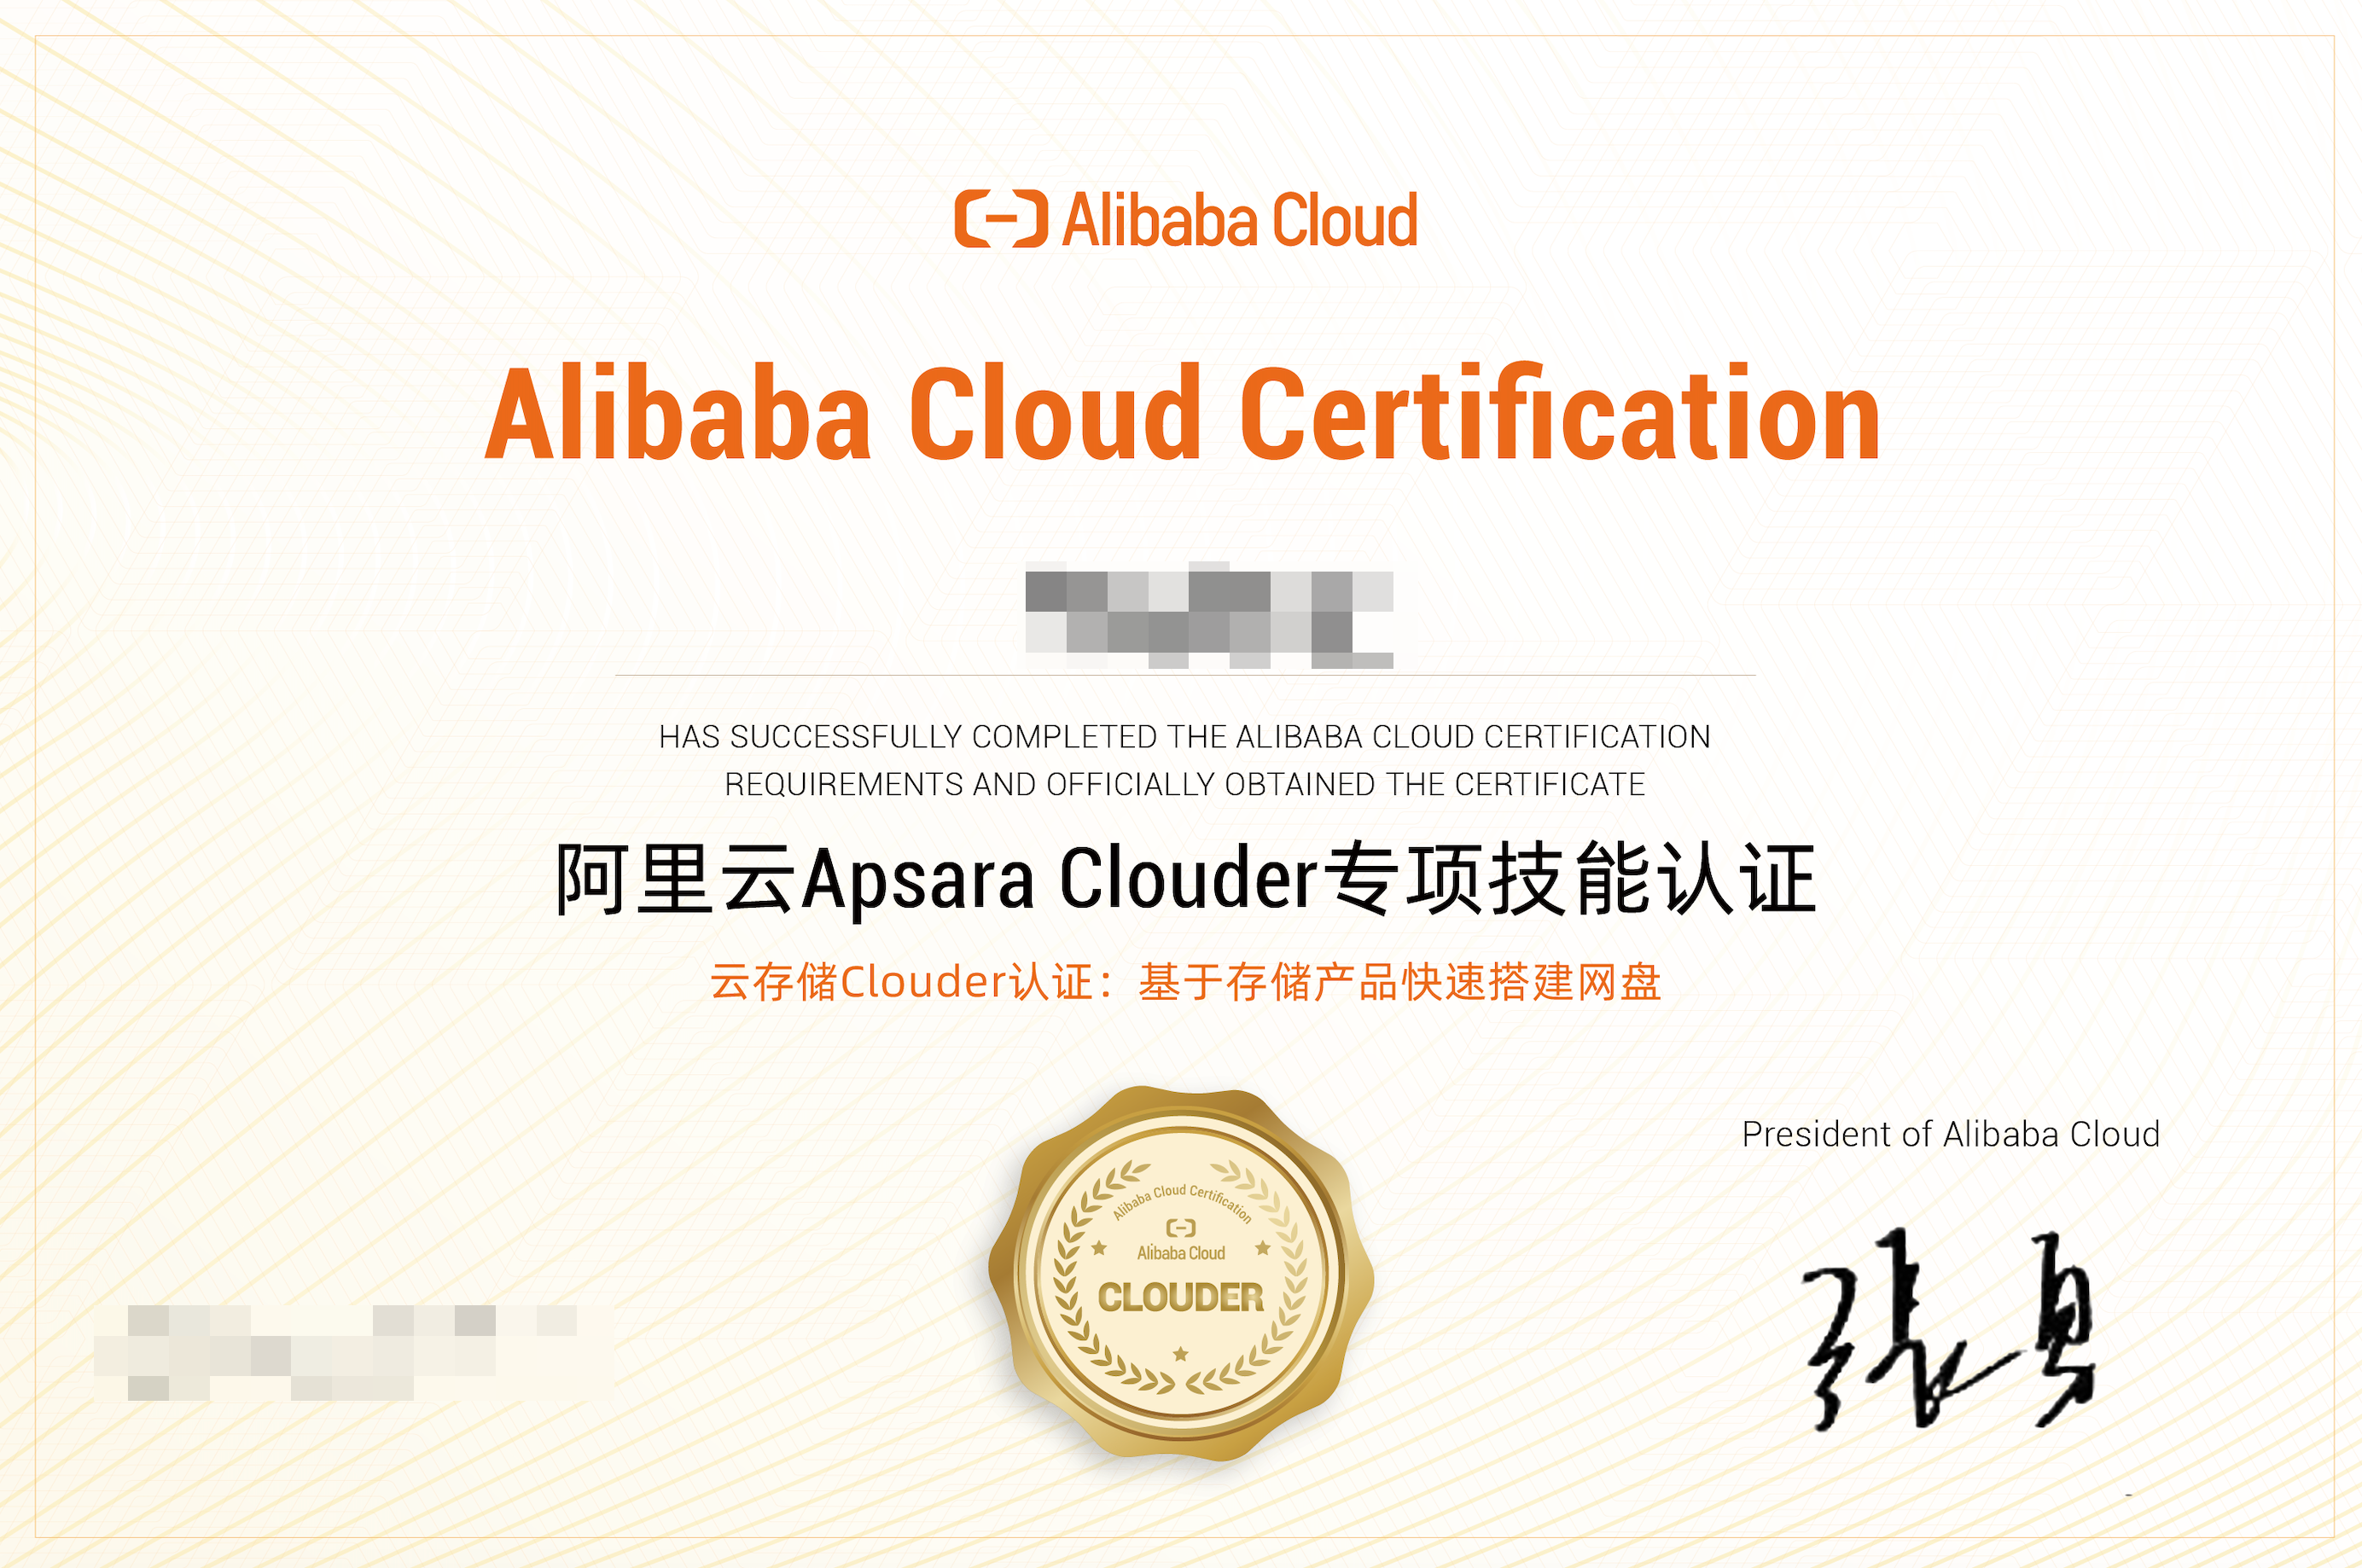 Alibaba Cloud
Alibaba Cloud Certification
HAS SUCCESSFULLY COMPLETED THE ALIBABA CLOUD CERTIFICATION
REQUIREMENTS AND OFFICIALLY OBTAINED THE CERTIFICATE
阿里云Apsara Clouder专项技能认证
云存储Clouder认证：基于存储产品快速搭建网盘
Alibaba Cloud Certification
Alibaba Cloud
CLOUDER
President of Alibaba Cloud
张勇